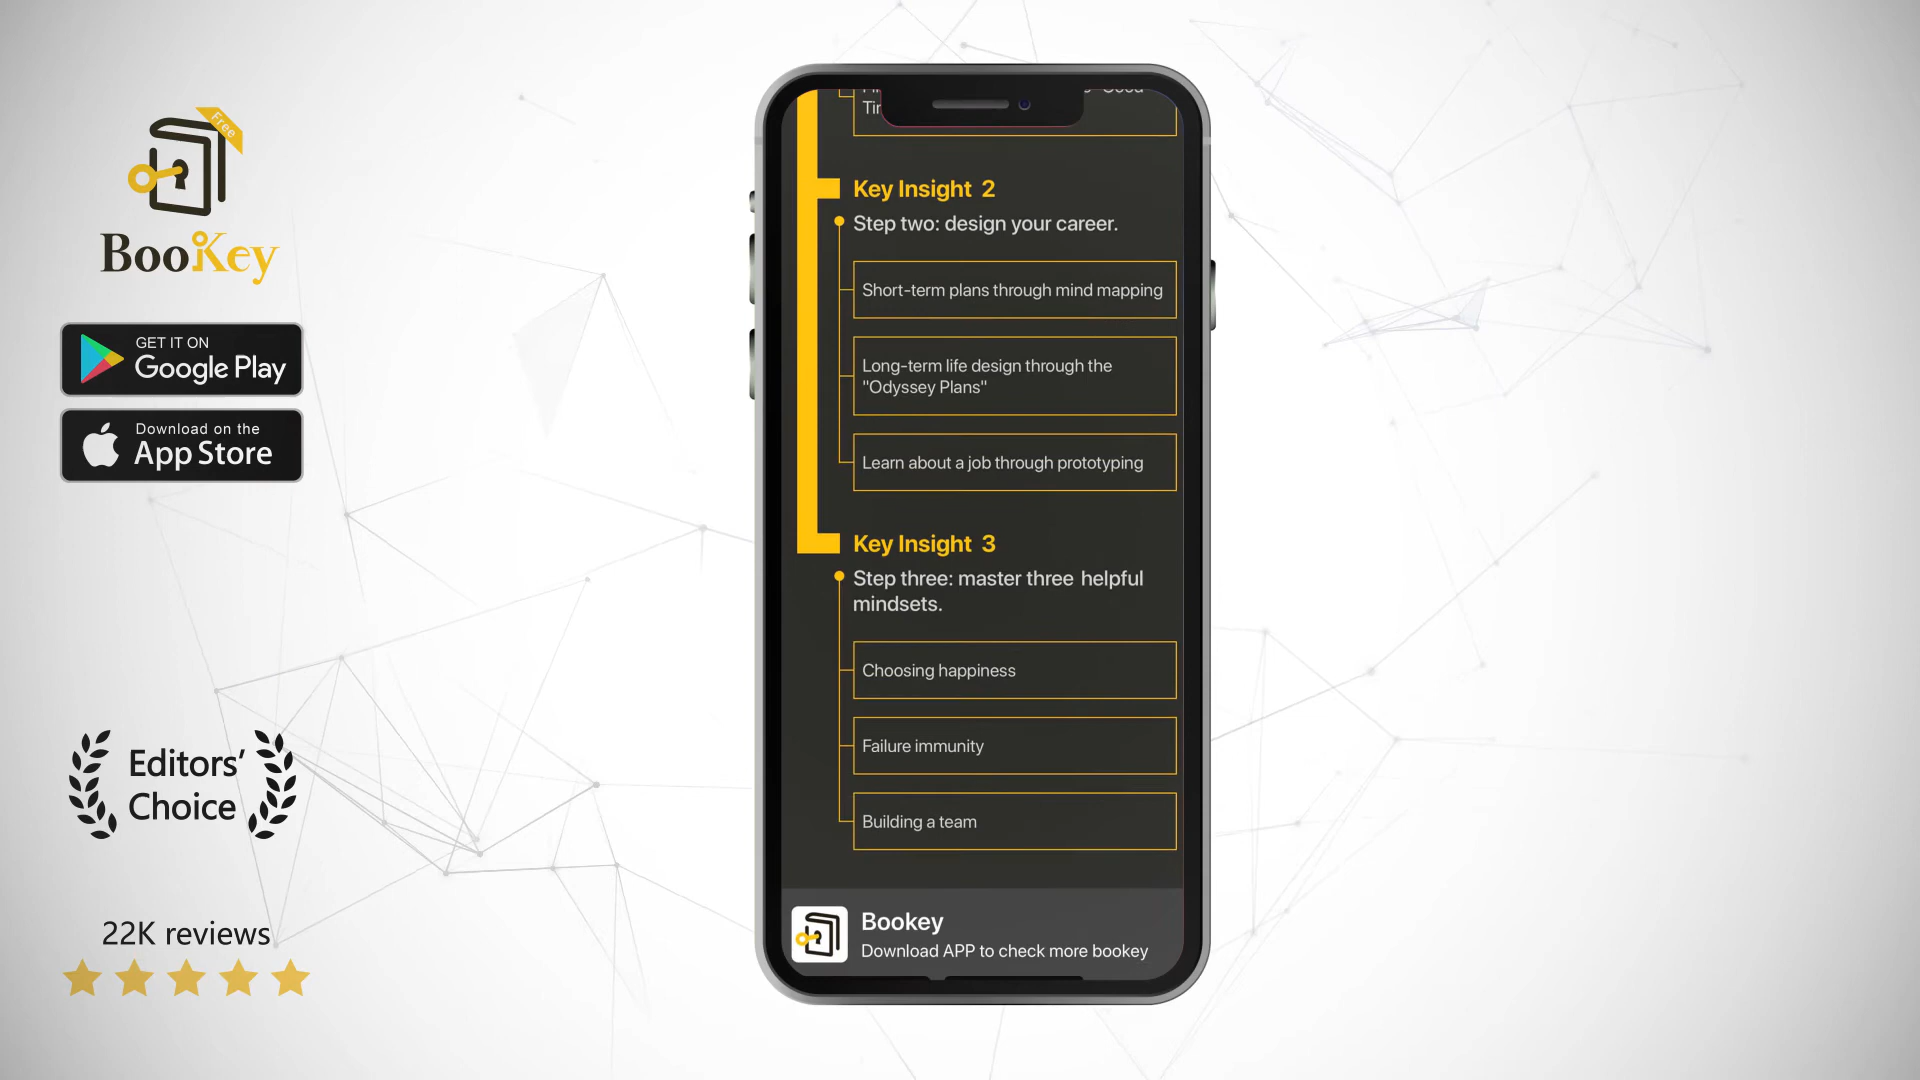 Free
BooKey
GET IT ON
Google Play
Download on the
App Store
Editors'
Choice
22K reviews
Good
Key Insight 2
Step two: design your career.
Short-term plans through mind mapping
Long-term life design through the
"Odyssey Plans"
Learn about a job through prototyping
Key Insight 3
Step three: master three helpful
mindsets.
Choosing happiness
Failure immunity
Building a team
Bookey
Download APP to check more bookey